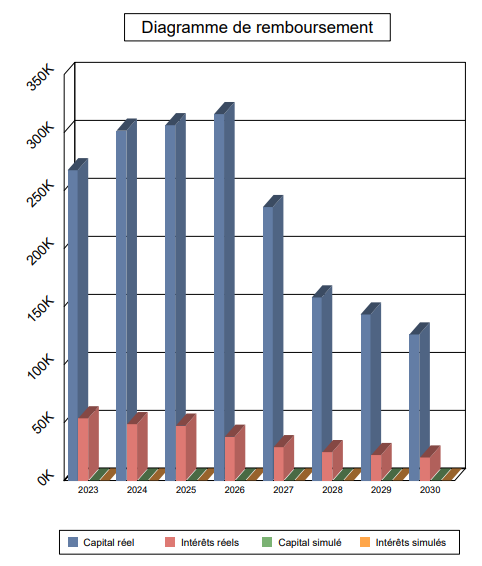 Diagramme de remboursement
350K
300K
250K
200K
150K
100K
50K
0K
2023 2024 2025 2026 2027 2028 2029 2030
Capital réel Intérêts réels Capital simulé Intérêts simulés